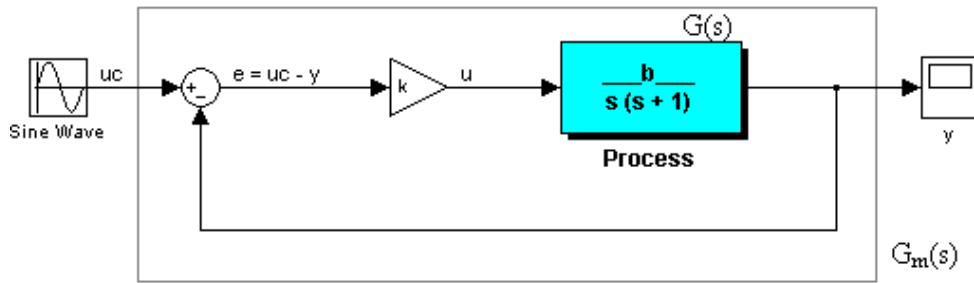 G(s)
uc
e = uc - y
k
u
b
s (s + 1)
+
-
Sine Wave
Process
y
Gm(s)